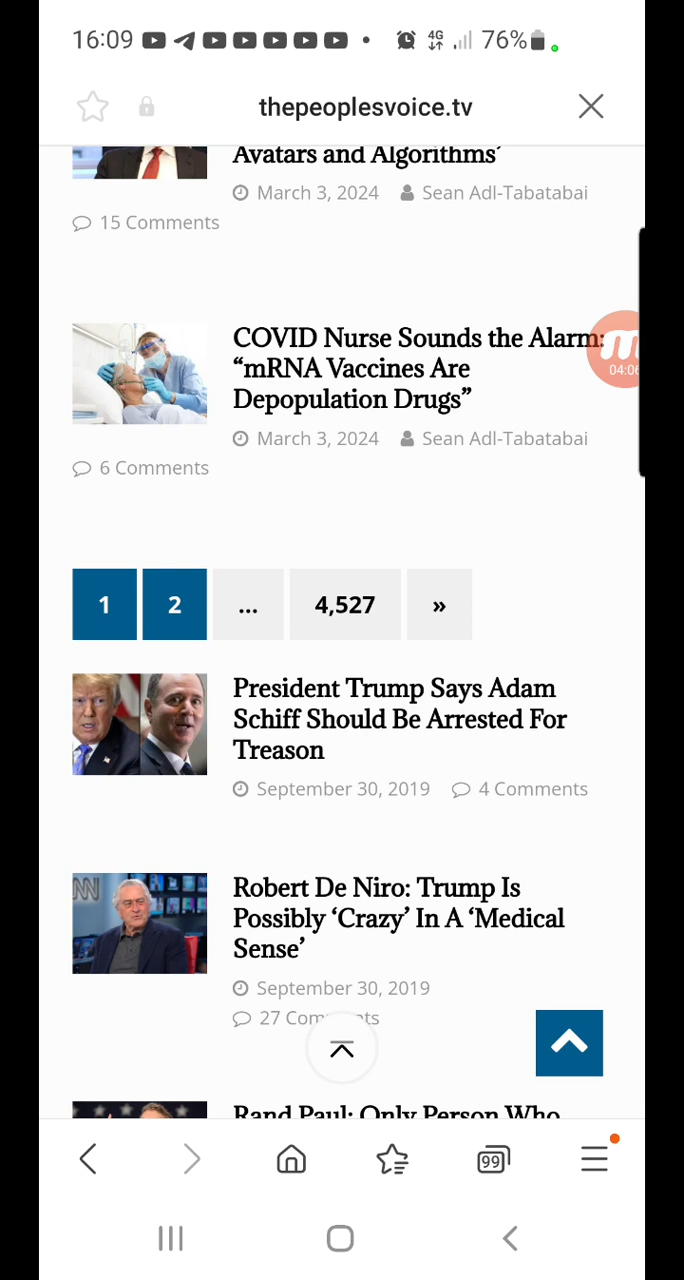 16:09
4G
76%
thepeoplesvoice.tv
Avatars and Algorithms’
March 3, 2024 Sean Adl-Tabatabai
15 Comments
COVID Nurse Sounds the Alarm:
“mRNA Vaccines Are
Depopulation Drugs”
04:06
March 3, 2024 Sean Adl-Tabatabai
6 Comments
1 2 ... 4,527 »
President Trump Says Adam
Schiff Should Be Arrested For
Treason
September 30, 2019 4 Comments
NN
Robert De Niro: Trump Is
Possibly ‘Crazy’ In A ‘Medical
Sense’
September 30, 2019
27 Comments
Rand Paul: Only Person Who
99